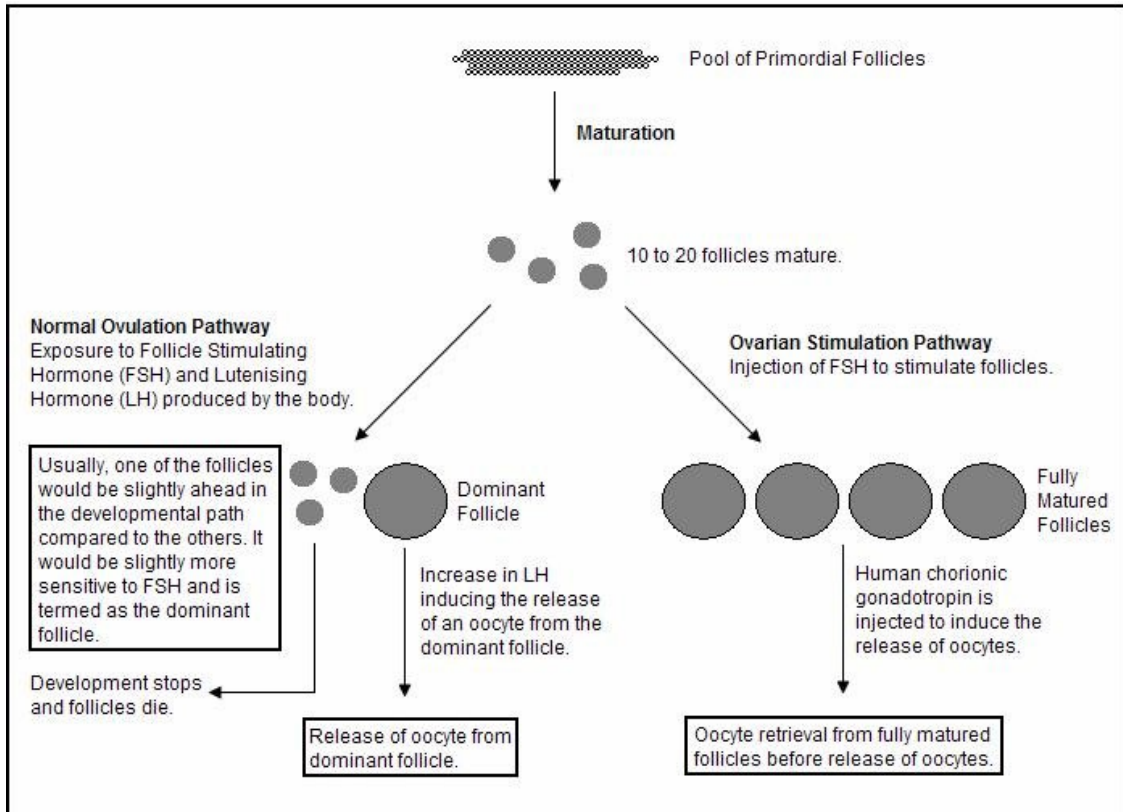 Pool of Primordial Follicles
Maturation
10 to 20 follicles mature.
Normal Ovulation Pathway
Exposure to Follicle Stimulating
Hormone (FSH) and Lutenising
Hormone (LH) produced by the body.
Ovarian Stimulation Pathway
Injection of FSH to stimulate follicles.
Usually, one of the follicles
would be slightly ahead in
the developmental path
compared to the others. It
would be slightly more
sensitive to FSH and is
termed as the dominant
follicle.
Dominant
Follicle
Fully
Matured
Follicles
Increase in LH
inducing the release
of an oocyte from the
dominant follicle.
Human chorionic
gonadotropin is
injected to induce the
release of oocytes.
Development stops
and follicles die.
Release of oocyte from
dominant follicle.
Oocyte retrieval from fully matured
follicles before release of oocytes.